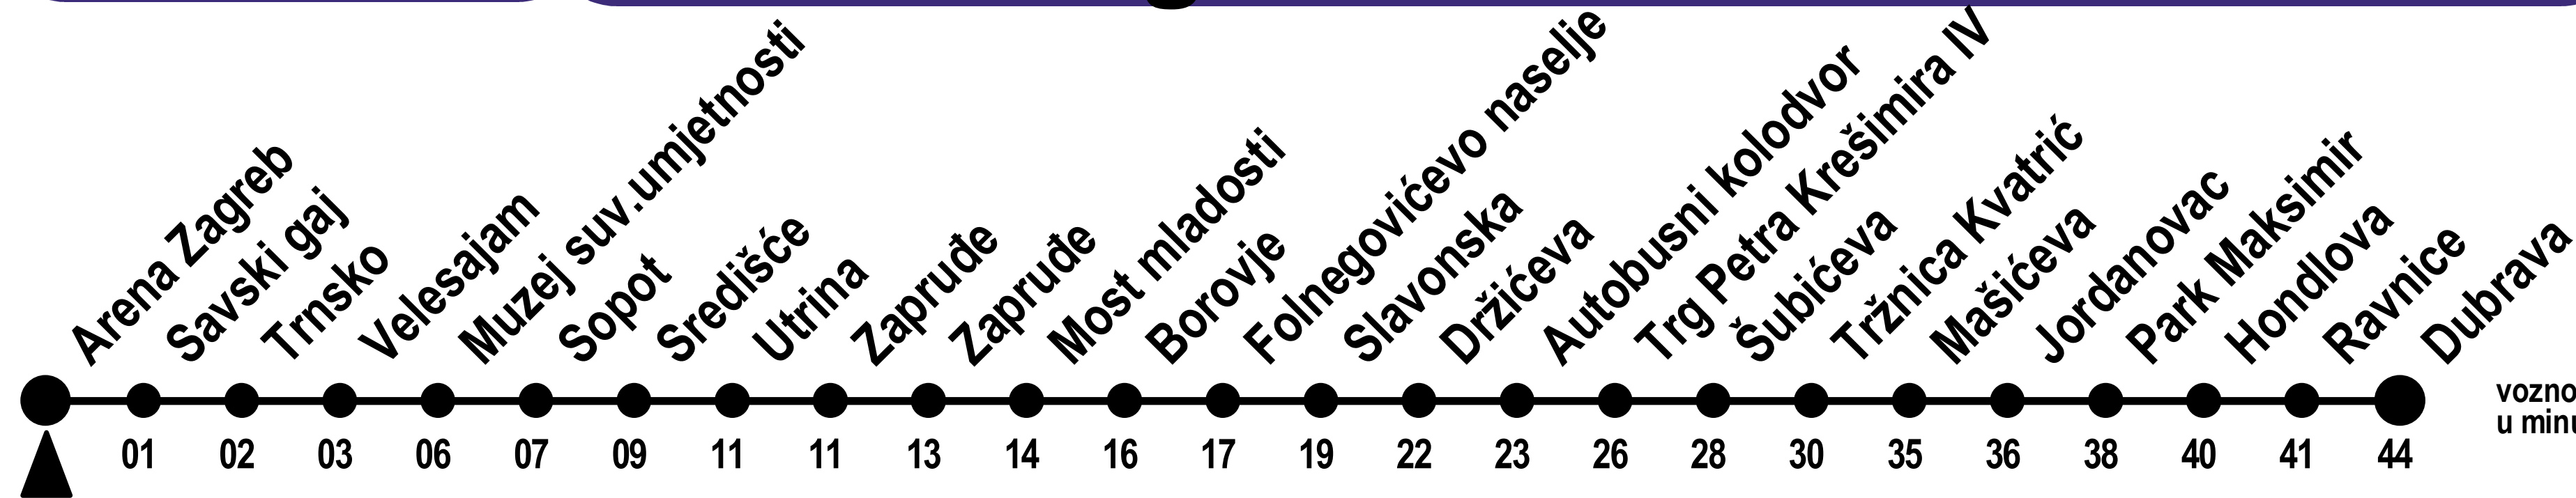 Arena Zagreb
Savski gaj
Trnsko
Velesajam
Muzej suv.umjetnosti
Sopot
Središće
Utrina
Zapruđe
Zapruđe
Most mladosti
Borovje
Folnegovićevo naselje
Slavonska
Držićeva
Autobusni kolodvor
Trg Petra Krešimira IV
Šubićeva
Tržnica Kvatrić
Mašićeva
Jordanovac
Park Maksimir
Hondlova
Ravnice
Dubrava
01 02 03 06 07 09 11 11 13 14 16 17 19 22 23 26 28 30 35 36 38 40 41 44
vozno
u minu